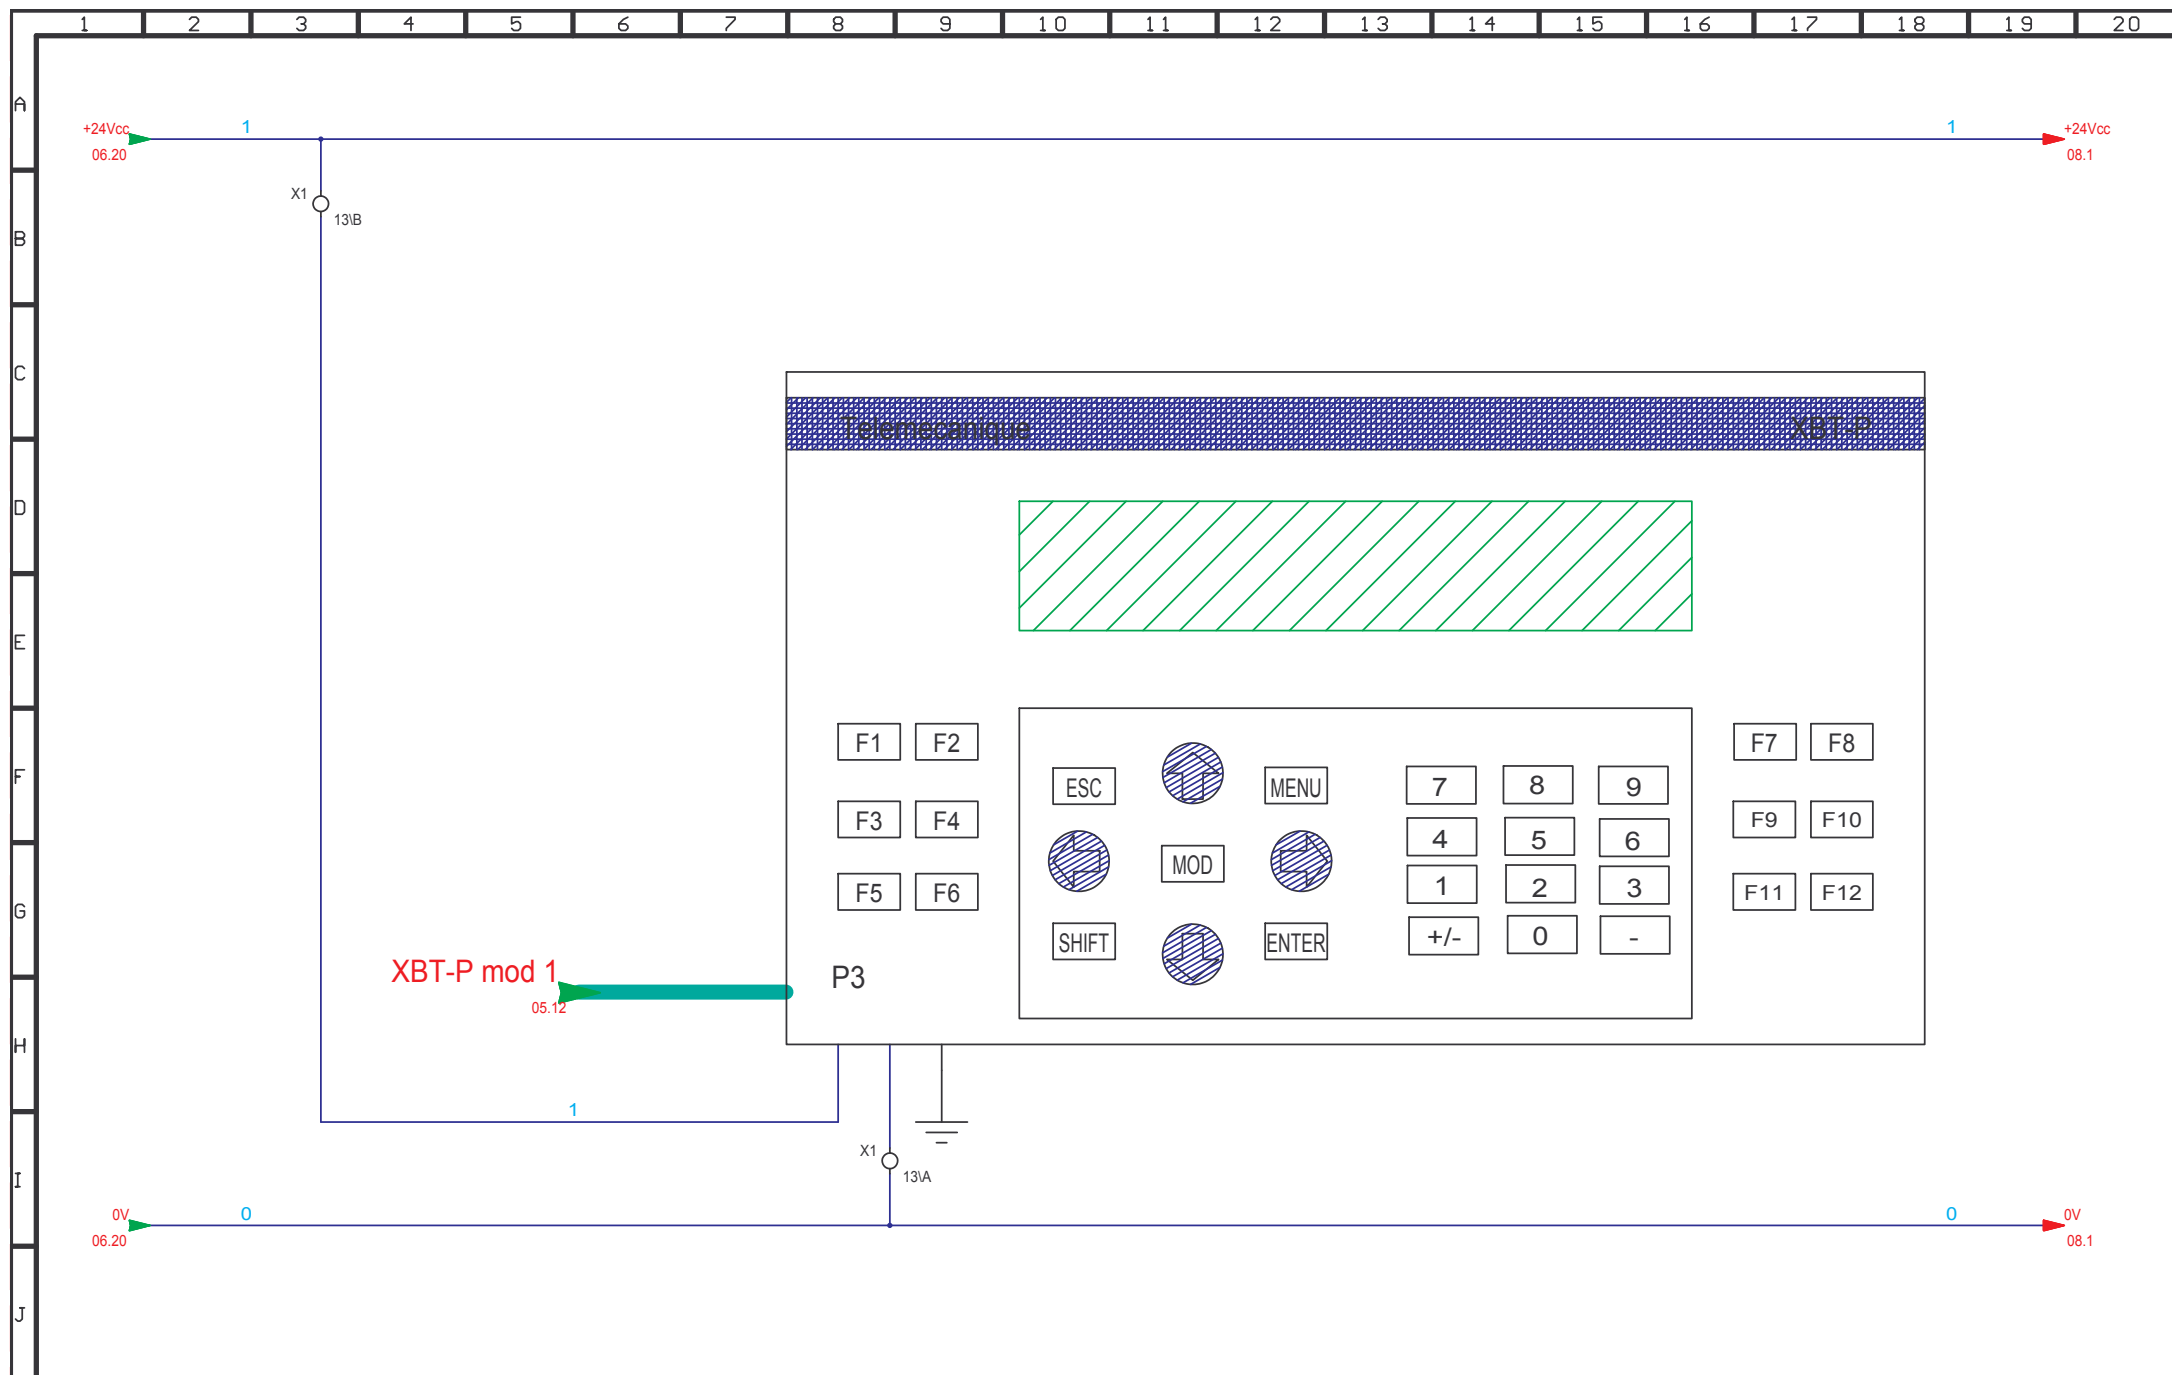 1 2 3 4 5 6 7 8 9 10 11 12 13 14 15 16 17 18 19 20
A
+24Vcc 1 1 +24Vcc
06.20 08.1
X1
13\B
B
C
Telemecanique XBT-P
D
E
F1 F2 F7 F8
F
ESC MENU 7 8 9
F3 F4 F9 F10
4 5 6
MOD
1 2 3
F5 F6 F11 F12
G
SHIFT ENTER +/- 0 -
XBT-P mod 1 P3
05.12
H
1
X1
13\A
I
0V 0 0 0V
06.20 08.1
J